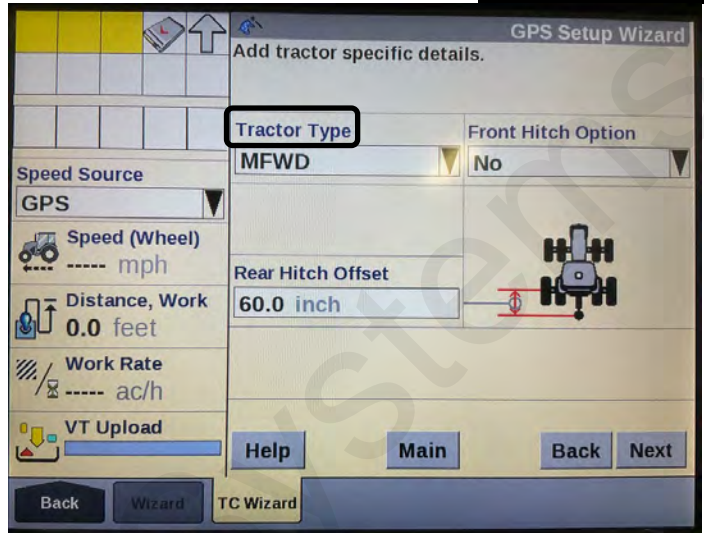 GPS Setup Wizard
Add tractor specific details.
Tractor Type
Front Hitch Option
MFWD
No
Speed Source
GPS
Speed (Wheel)
----- mph
Rear Hitch Offset
60.0 inch
Distance, Work
0.0 feet
Work Rate
----- ac/h
VT Upload
Help
Main
Back
Next
Back
Wizard
TC Wizard
ystems